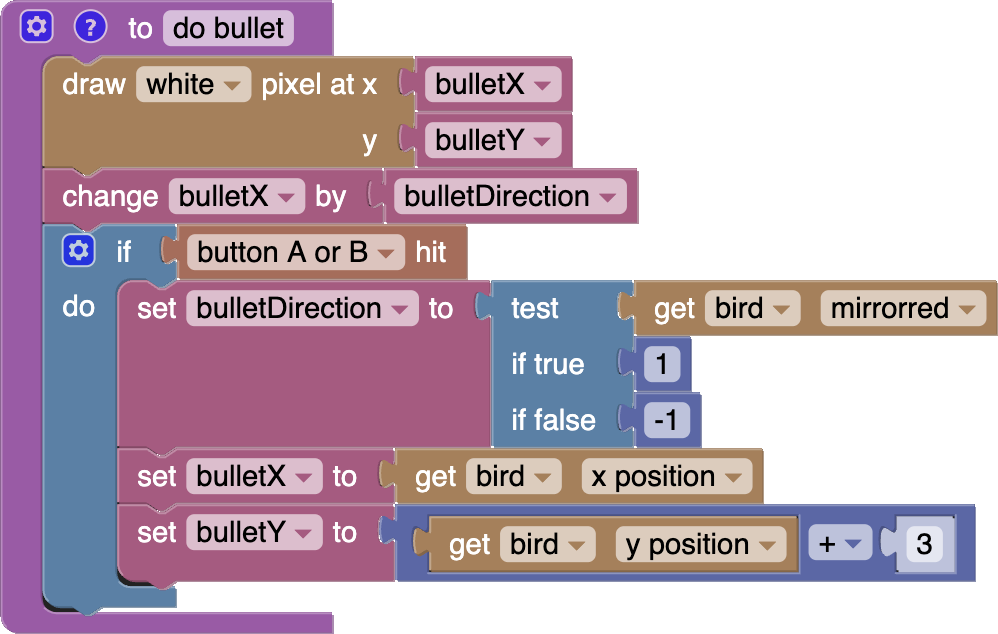 ? to do bullet
draw white pixel at x bulletX
y bulletY
change bulletX by bulletDirection
if button A or B hit
do set bulletDirection to test get bird mirrorred
if true 1
if false -1
set bulletX to get bird x position
set bulletY to get bird y position + 3